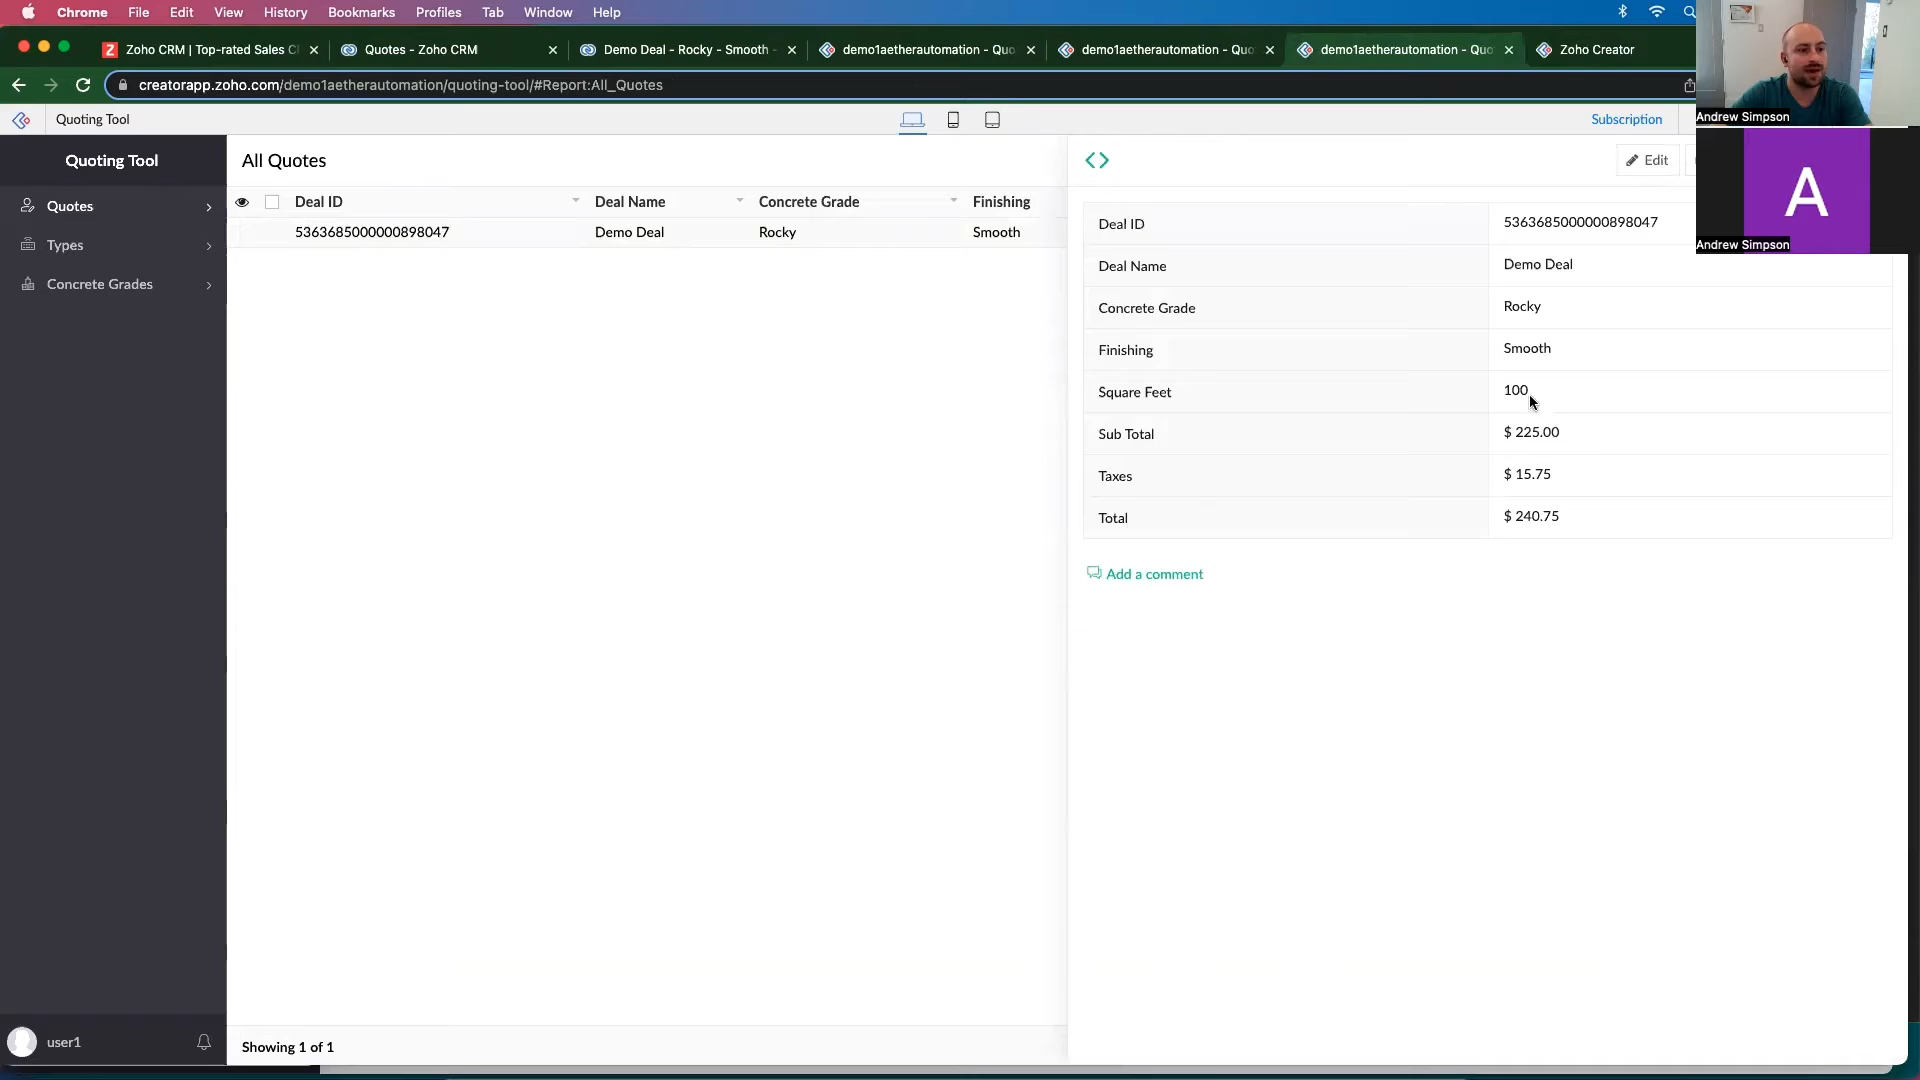 Chrome File Edit View History Bookmarks Profiles Tab Window Help
Zoho CRM | Top-rated Sales C
Quotes - Zoho CRM
Demo Deal - Rocky - Smooth -
demo1aetherautomation - Quo
demo1aetherautomation - Quo
demo1aetherautomation - Quo
Zoho Creator
creatorapp.zoho.com/demo1aetherautomation/quoting-tool/#Report:All_Quotes
Andrew Simpson
Quoting Tool
Subscription
Quoting Tool
Quotes
Types
Concrete Grades
All Quotes
Deal ID Deal Name Concrete Grade Finishing
5363685000000898047 Demo Deal Rocky Smooth
Edit
A
Andrew Simpson
Deal ID 5363685000000898047
Deal Name Demo Deal
Concrete Grade Rocky
Finishing Smooth
Square Feet 100
Sub Total $ 225.00
Taxes $ 15.75
Total $ 240.75
Add a comment
user1
Showing 1 of 1